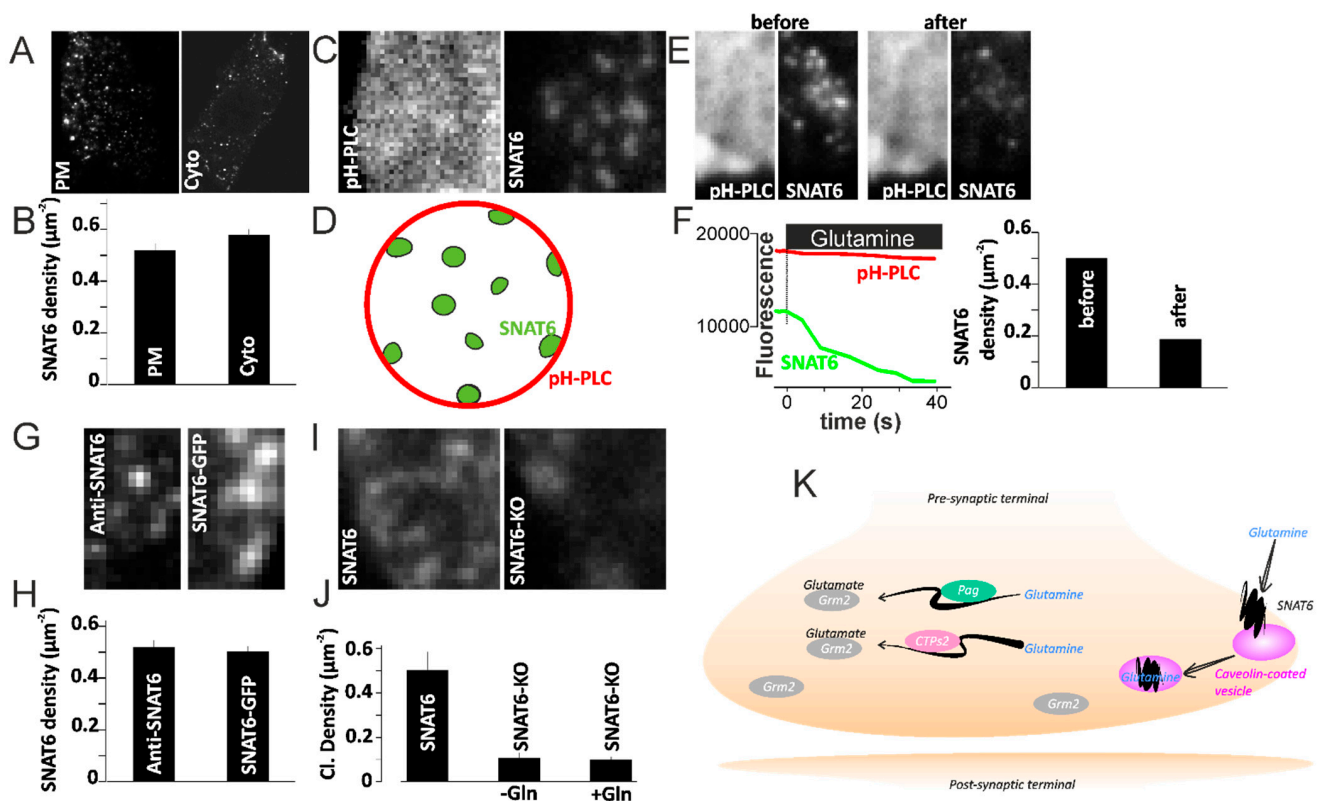 A
PM
Cyto
C
pH-PLC
SNAT6
before
after
E
pH-PLC
SNAT6
pH-PLC
SNAT6
B
SNAT6 density (µm⁻²)
0.6
0.4
0.2
0
PM
Cyto
D
SNAT6
pH-PLC
F
Fluorescence
20000
10000
Glutamine
pH-PLC
SNAT6
0
20
40
time (s)
SNAT6
density (µm⁻²)
0.6
0.4
0.2
0
before
after
G
Anti-SNAT6
SNAT6-GFP
I
SNAT6
SNAT6-KO
H
SNAT6 density (µm⁻²)
0.6
0.4
0.2
0
Anti-SNAT6
SNAT6-GFP
J
Cl. Density (µm⁻²)
0.6
0.4
0.2
0
SNAT6
SNAT6-KO
SNAT6-KO
-Gln
+Gln
K
Pre-synaptic terminal
Glutamine
SNAT6
Glutamate
Grm2
Pag
Glutamine
Glutamate
Grm2
CTPs2
Glutamine
Glutamine
Caveolin-coated
vesicle
Grm2
Grm2
Post-synaptic terminal